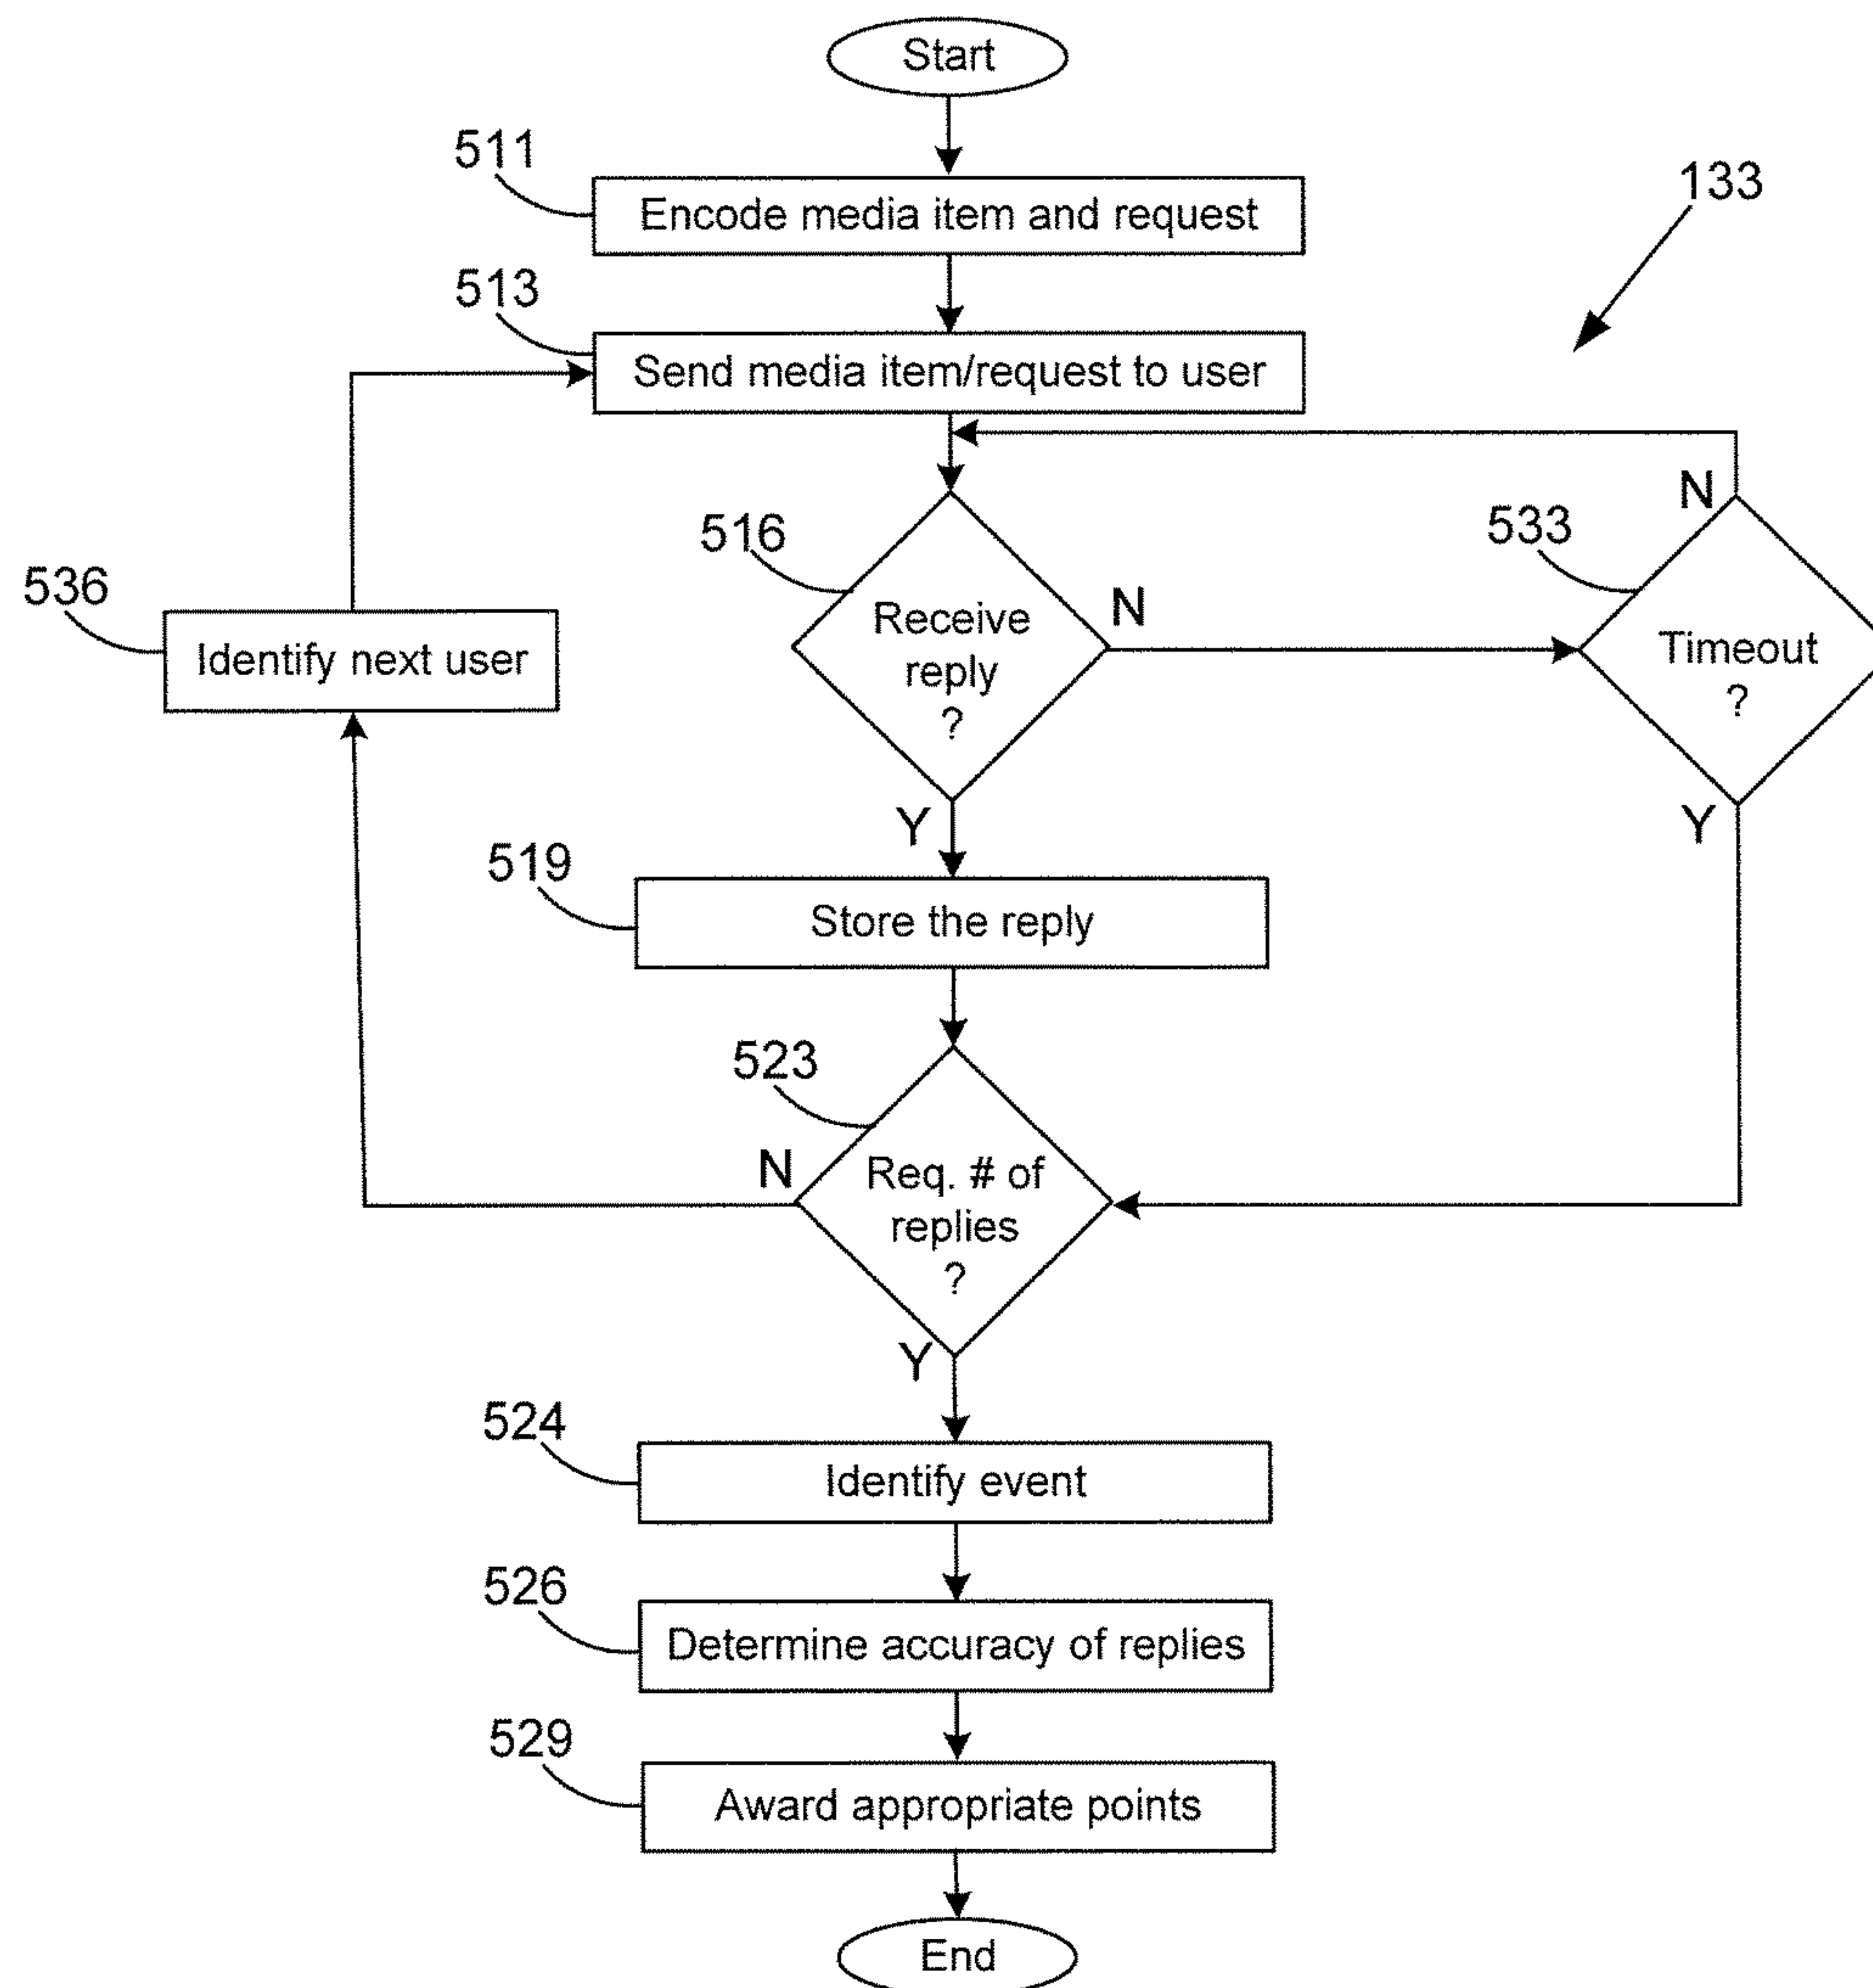 Start
511
Encode media item and request
133
513
Send media item/request to user
516
Receive
reply
?
N
533
N
Timeout
?
Y
536
Identify next user
Y
519
Store the reply
523
N
Req. # of
replies
?
Y
524
Identify event
526
Determine accuracy of replies
529
Award appropriate points
End